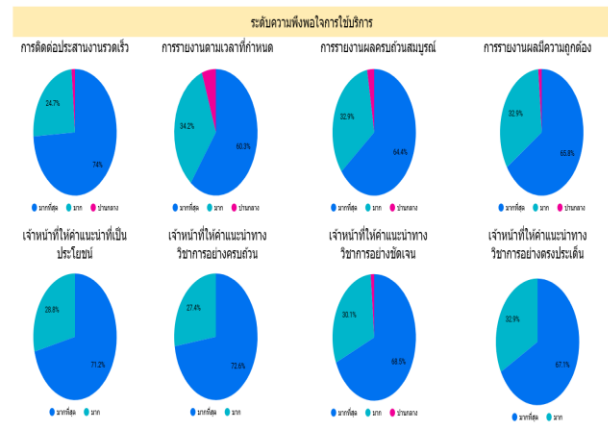 ระดับความพึงพอใจการใช้บริการ
การติดต่อประสานงานรวดเร็ว
การรายงานตามเวลาที่กำหนด
การรายงานผลครบถ้วนสมบูรณ์
การรายงานผลมีความถูกต้อง
24.7%
74%
34.2%
60.3%
32.9%
64.4%
32.9%
65.8%
มากที่สุด มาก ปานกลาง
มากที่สุด มาก ปานกลาง
มากที่สุด มาก ปานกลาง
มากที่สุด มาก ปานกลาง
เจ้าหน้าที่ให้คำแนะนำที่เป็น
ประโยชน์
เจ้าหน้าที่ให้คำแนะนำทาง
วิชาการอย่างครบถ้วน
เจ้าหน้าที่ให้คำแนะนำทาง
วิชาการอย่างชัดเจน
เจ้าหน้าที่ให้คำแนะนำทาง
วิชาการอย่างตรงประเด็น
28.8%
71.2%
27.4%
72.6%
30.1%
68.5%
32.9%
67.1%
มากที่สุด มาก
มากที่สุด มาก
มากที่สุด มาก ปานกลาง
มากที่สุด มาก